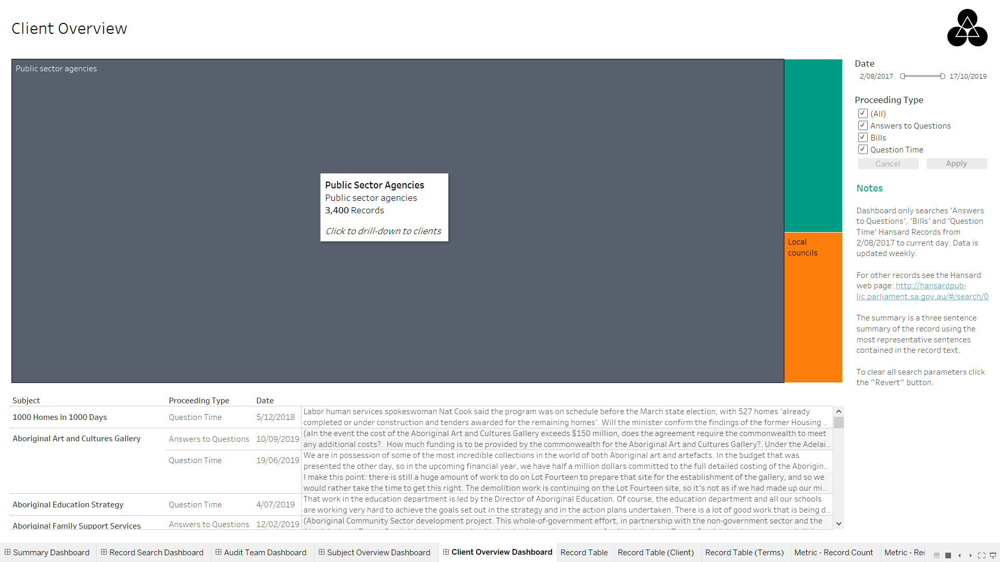 Client Overview
Public sector agencies
Public Sector Agencies
Public sector agencies
3,400 Records
Click to drill-down to clients
Local
councils
Date
2/08/2017
17/10/2019
Proceeding Type
(All)
Answers to Questions
Bills
Question Time
Cancel
Apply
Notes
Dashboard only searches 'Answers
to Questions', 'Bills' and 'Question
Time' Hansard Records from
2/08/2017 to current day. Data is
updated weekly.
For other records see the Hansard
web page: http://hansardpub-
lic.parliament.sa.gov.au/#/search/0
The summary is a three sentence
summary of the record using the
most representative sentences
contained in the record text.
To clear all search parameters click
the "Revert" button.
Subject Proceeding Type Date
1000 Homes in 1000 Days Question Time 5/12/2018
Labor human services spokeswoman Nat Cook said the program was on schedule before the March state election, with 527 homes 'already
completed or under construction and tenders awarded for the remaining homes'. Will the minister confirm the findings of the former Housing ..
Aboriginal Art and Cultures Gallery Answers to Questions 10/09/2019
(aIn the event the cost of the Aboriginal Art and Cultures Gallery exceeds $150 million, does the agreement require the commonwealth to meet
any additional costs?. How much funding is to be provided by the commonwealth for the Aboriginal Art and Cultures Gallery?. Under the Adelai..
Question Time 19/06/2019
We are in possession of some of the most incredible collections in the world of both Aboriginal art and artefacts. In the budget that was
presented the other day, so in the upcoming financial year, we have half a million dollars committed to the full detailed costing of the Aborigin..
I make this point: there is still a huge amount of work to do on Lot Fourteen to prepare that site for the establishment of the gallery, and so we
would rather take the time to get this right. The demolition work is continuing on the Lot Fourteen site, so it's not as if we had made up our mi..
Aboriginal Education Strategy Question Time 4/07/2019
That work in the education department is led by the Director of Aboriginal Education. Of course, the education department and all our schools
are working very hard to achieve the goals set out in the strategy and in the action plans undertaken. There is a lot of good work that is being d..
Aboriginal Family Support Services Answers to Questions 12/02/2019
(Aboriginal Community Sector development project. This whole-of-government effort, in partnership with the non-government sector and the
Summary Dashboard Record Search Dashboard Audit Team Dashboard Subject Overview Dashboard Client Overview Dashboard Record Table Record Table (Client) Record Table (Terms) Metric - Record Count Metric - Rec